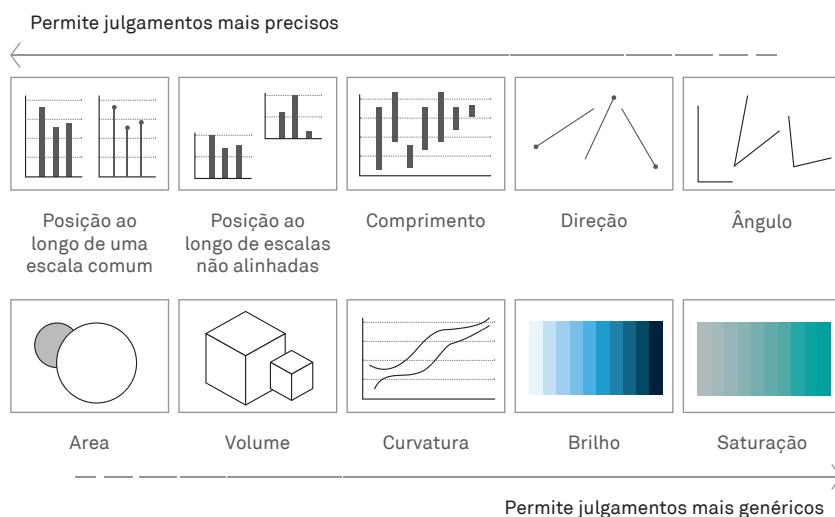 Permite julgamentos mais precisos
Posição ao
longo de uma
escala comum
Posição ao
longo de escalas
não alinhadas
Comprimento
Direção
Ângulo
Area
Volume
Curvatura
Brilho
Saturação
Permite julgamentos mais genéricos